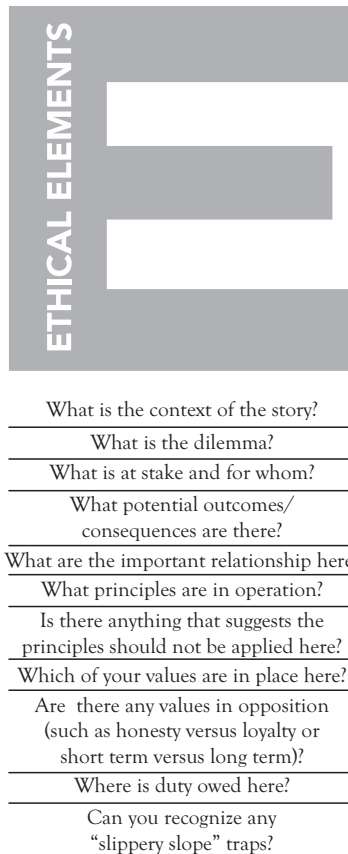 ETHICAL ELEMENTS
What is the context of the story?
What is the dilemma?
What is at stake and for whom?
What potential outcomes/
consequences are there?
What are the important relationship here
What principles are in operation?
Is there anything that suggests the
principles should not be applied here?
Which of your values are in place here?
Are there any values in opposition
(such as honesty versus loyalty or
short term versus long term)?
Where is duty owed here?
Can you recognize any
“slippery slope” traps?